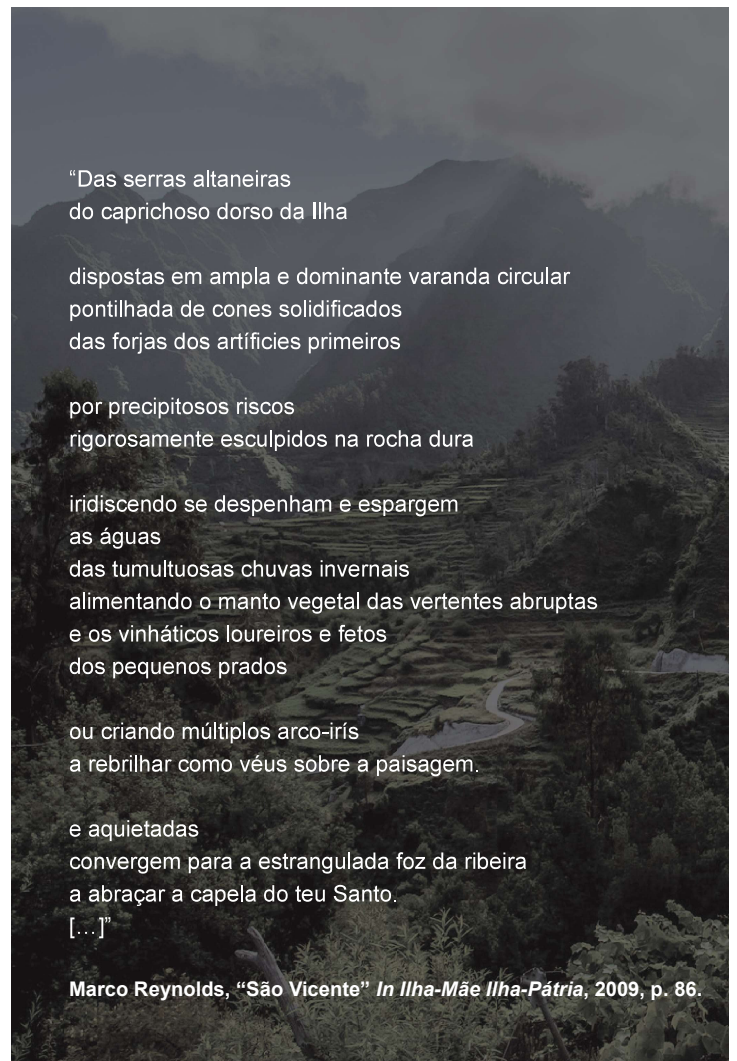 “Das serras altaneiras
do caprichoso dorso da Ilha
dispostas em ampla e dominante varanda circular
pontilhada de cones solidificados
das forjas dos artíficies primeiros
por precipitosos riscos
rigorosamente esculpidos na rocha dura
iridiscendo se despenham e espargem
as águas
das tumultuosas chuvas invernais
alimentando o manto vegetal das vertentes abruptas
e os vinháticos loureiros e fetos
dos pequenos prados
ou criando múltiplos arco-irís
a rebrilhar como véus sobre a paisagem.
e aquietadas
convergem para a estrangulada foz da ribeira
a abraçar a capela do teu Santo.
[…]”
Marco Reynolds, “São Vicente” In Ilha-Mãe Ilha-Pátria, 2009, p. 86.